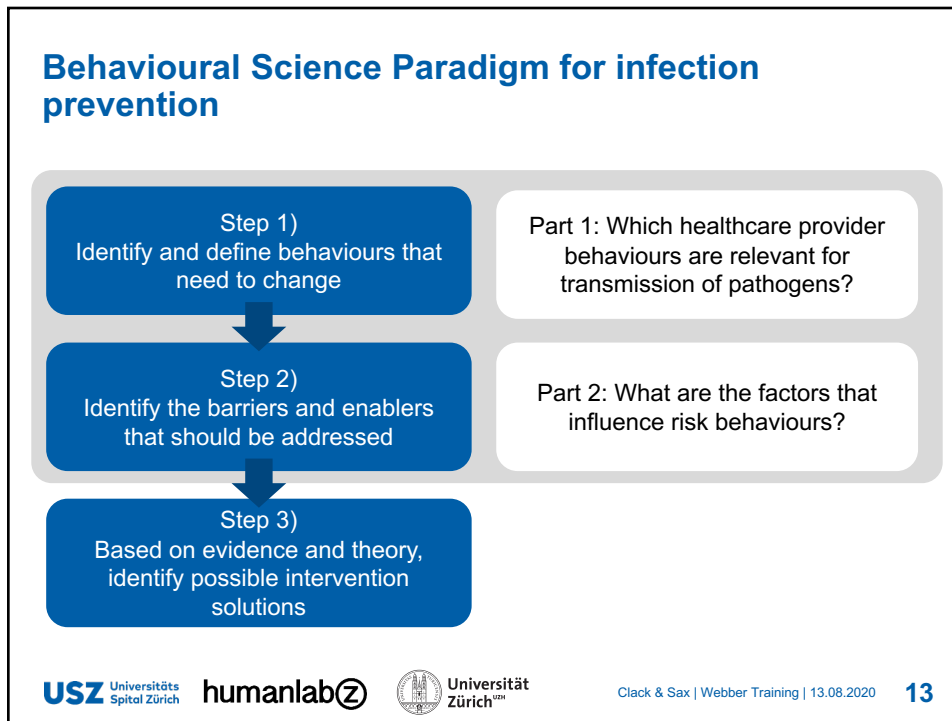 Behavioural Science Paradigm for infection
prevention
Step 1)
Identify and define behaviours that
need to change
Part 1: Which healthcare provider
behaviours are relevant for
transmission of pathogens?
Step 2)
Identify the barriers and enablers
that should be addressed
Part 2: What are the factors that
influence risk behaviours?
Step 3)
Based on evidence and theory,
identify possible intervention
solutions
USZ Universitäts
Spital Zürich
humanlabz
Universität
Zürich UZH
Clack & Sax | Webber Training | 13.08.2020
13